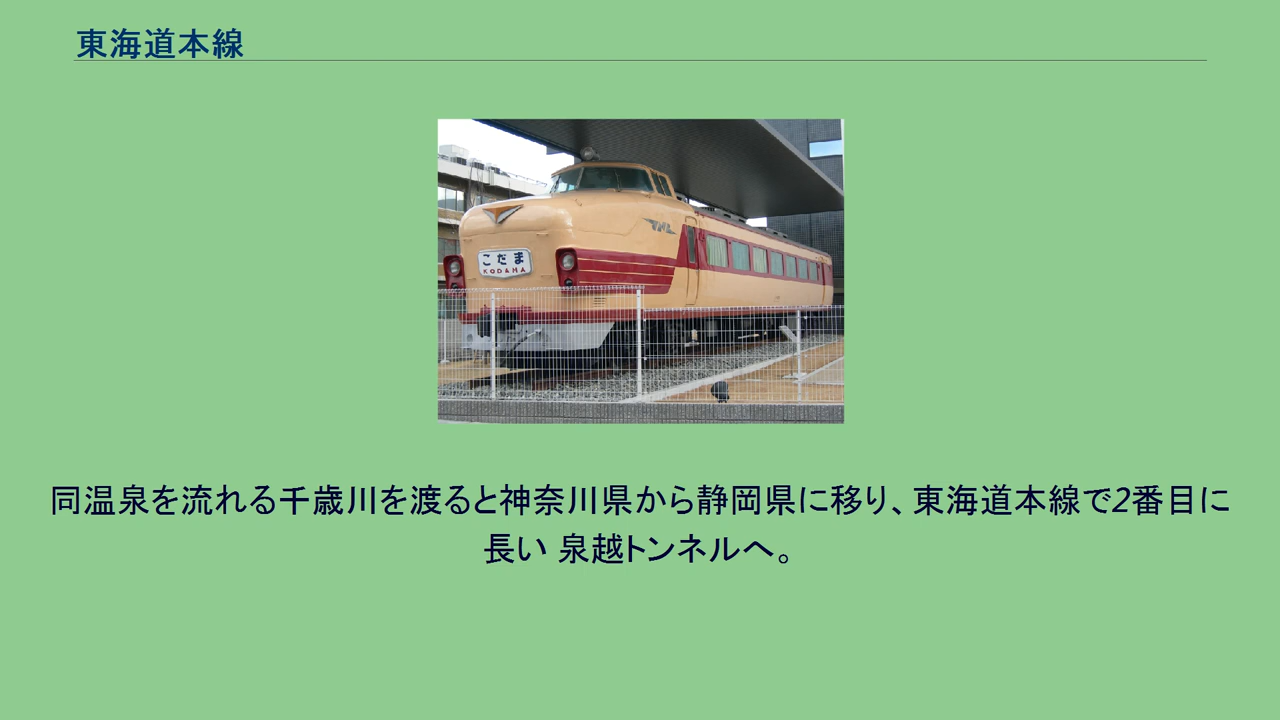 東海道本線
こだま
KODAMA
同温泉を流れる千歳川を渡ると神奈川県から静岡県に移り、東海道本線で2番目に
長い 泉越トンネルへ。